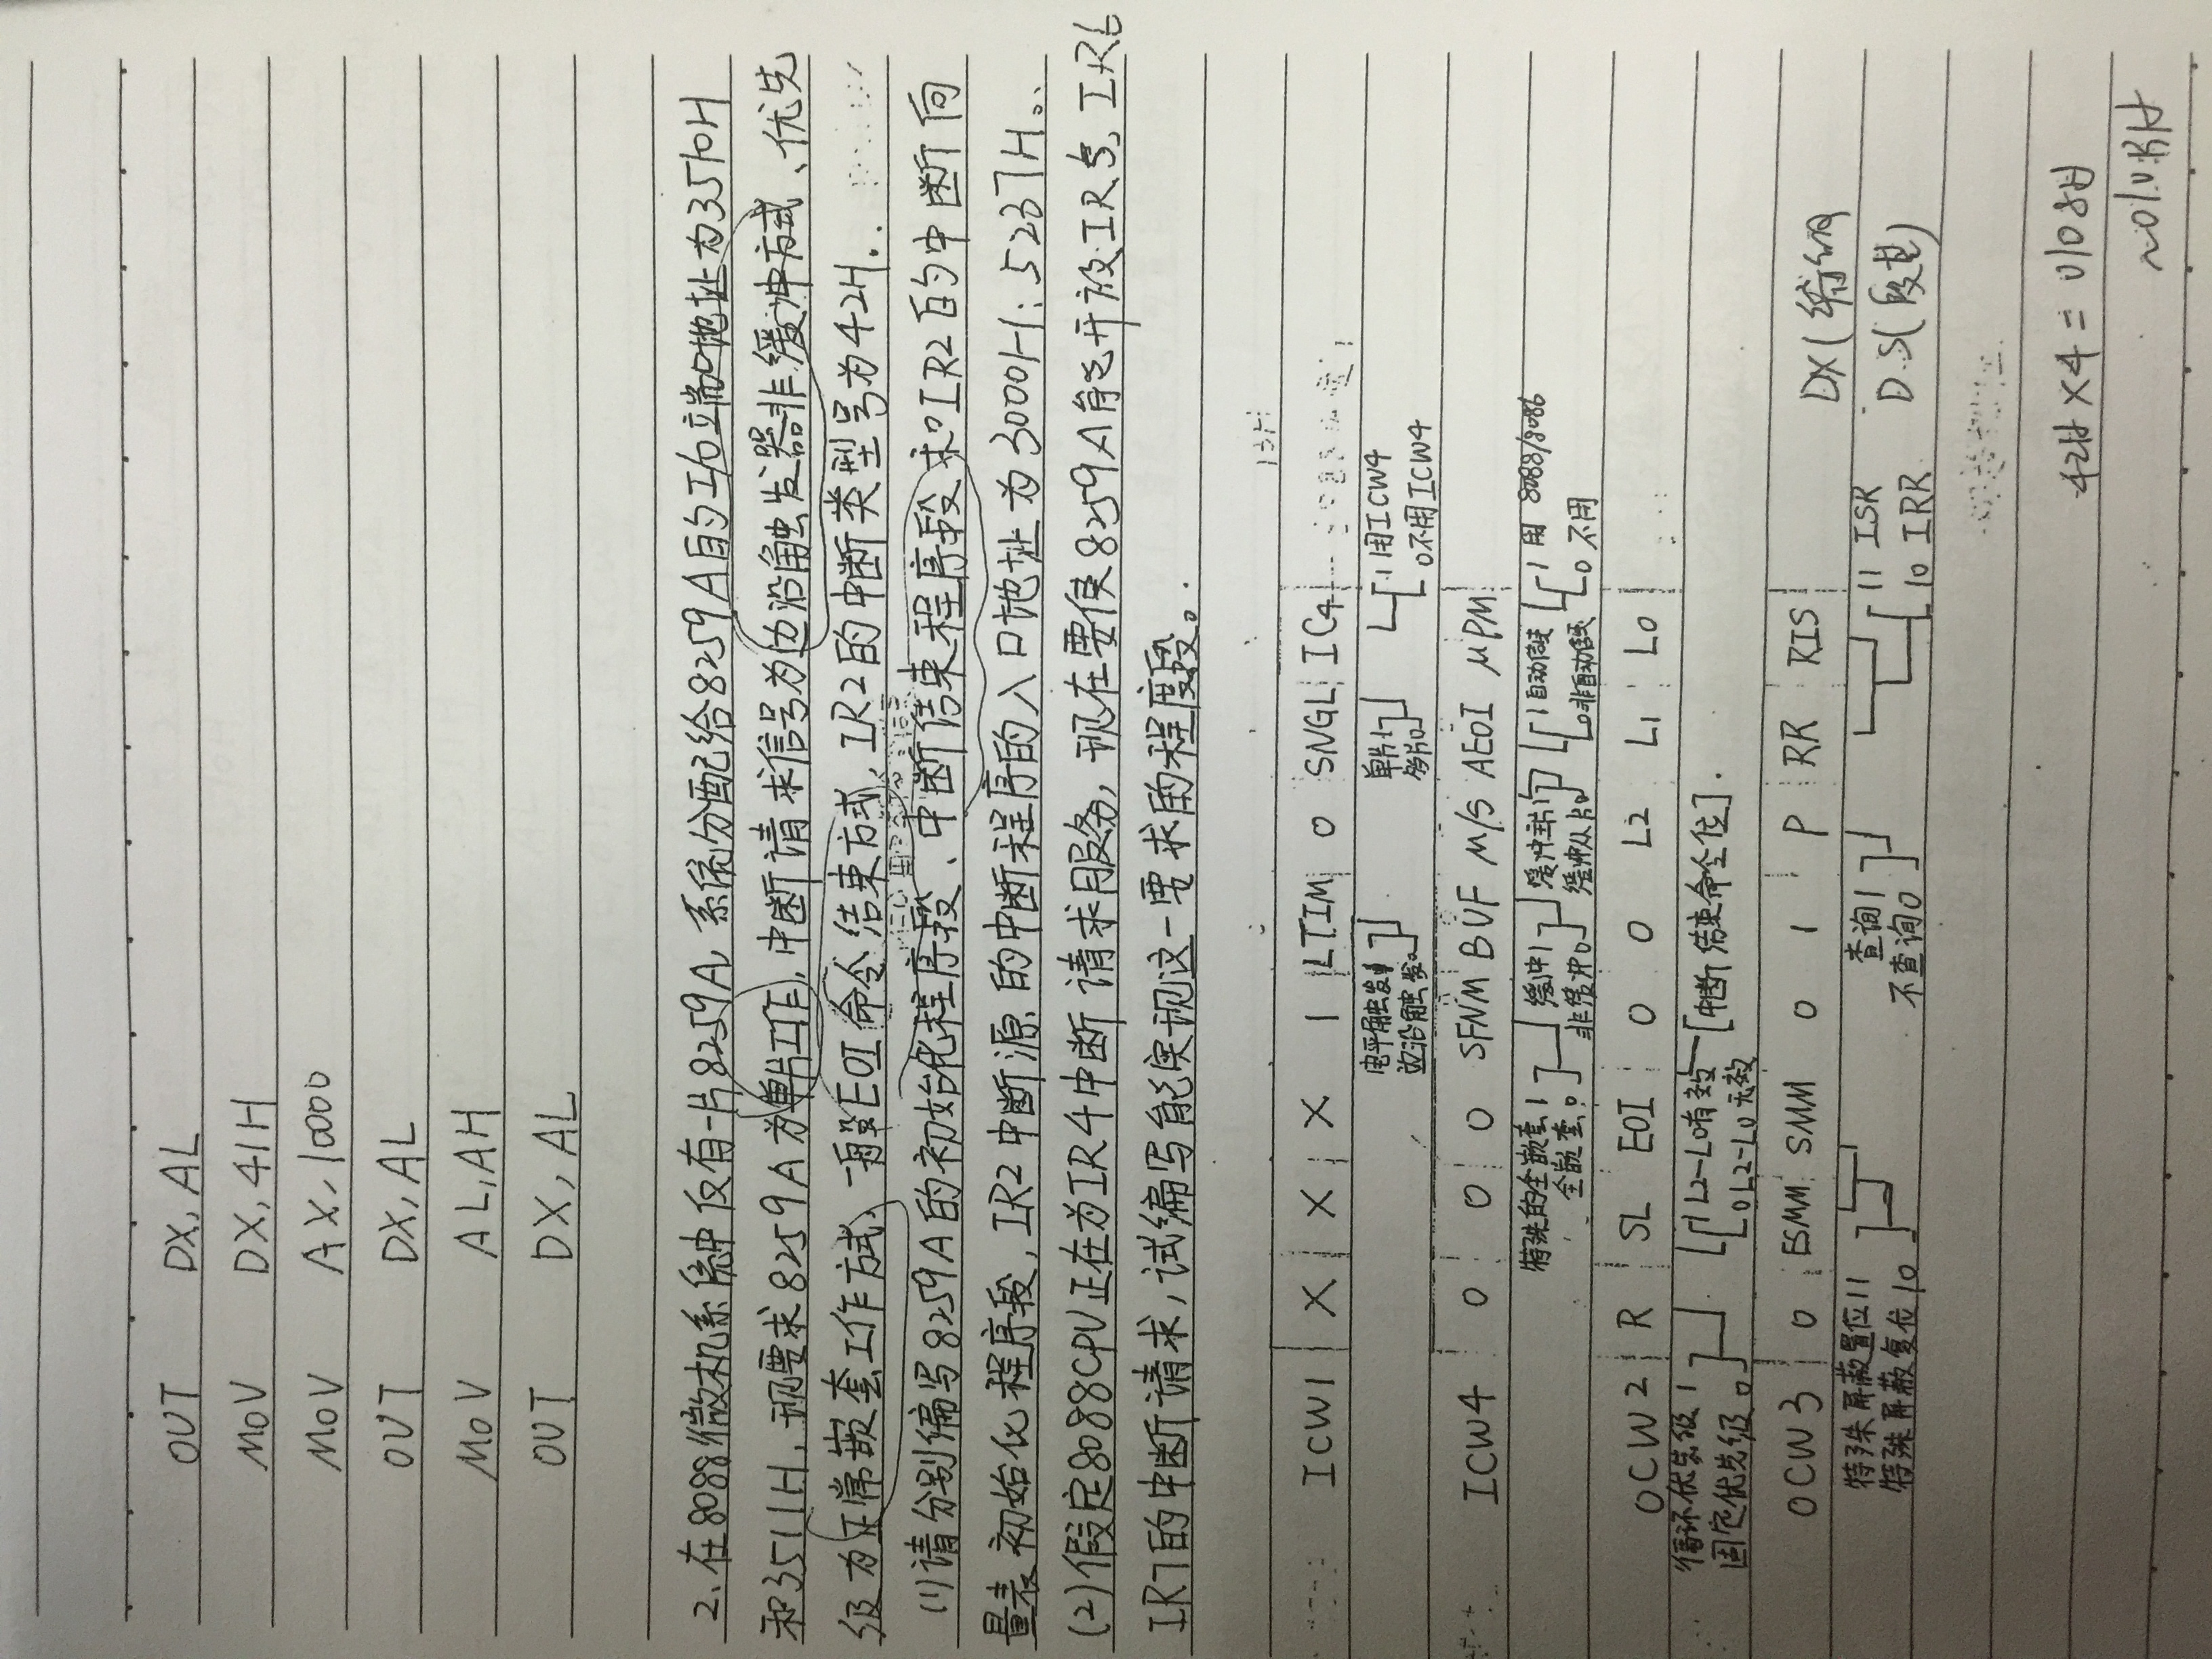 OUT DX, AL
MOV DX, 41H
MOV AX, 10000
OUT DX, AL
MOV AL, AH
OUT DX, AL
2、在8088微机系统中仅有一片8259A, 系统分配给8259A的I/O端口地址为3510H
和3511H, 现要求8259A为单片工作, 中断请求信号为边沿触发器非缓冲方式、优先
级为正常嵌套工作方式、一般EOI命令结束方式, IR2的中断类型号为42H。
(1)请分别编写8259A的初始化程序段、中断结束程序段和IR2的中断向
量表初始化程序段, IR2中断源的中断程序的入口地址为3000H:5237H。
(2)假定8088CPU正在为IR4中断请求服务, 现在要使8259A能开放IR5, IR6
IR7的中断请求, 试编写能实现这一要求的程度段。
13H
ICW1 X X X 1 LTIM 0 SNGL IC4
电平触发1 单片1 1用ICW4
边沿触发0 多片0 0不用ICW4
ICW4 0 0 0 SFNM BUF M/S AEOI μPM
特殊的全嵌套1 缓冲1 缓冲主片1 1自动结束 1 用 8088/8086
全嵌套0 非缓冲0 缓冲从片0 0非自动结束 0 不用
OCW2 R SL EOI 0 0 L2 L1 L0
循环优先级1 1 L2-L0有效 [中断结束命令位].
固定优先级0 0 L2-L0无效
OCW3 0 ESMM SMM 0 1 P RR RIS
特殊屏蔽置位11 查询1 11 ISR
特殊屏蔽复位10 不查询0 10 IRR
DX(
DS(段基)
42H×4=0108H
~010BH